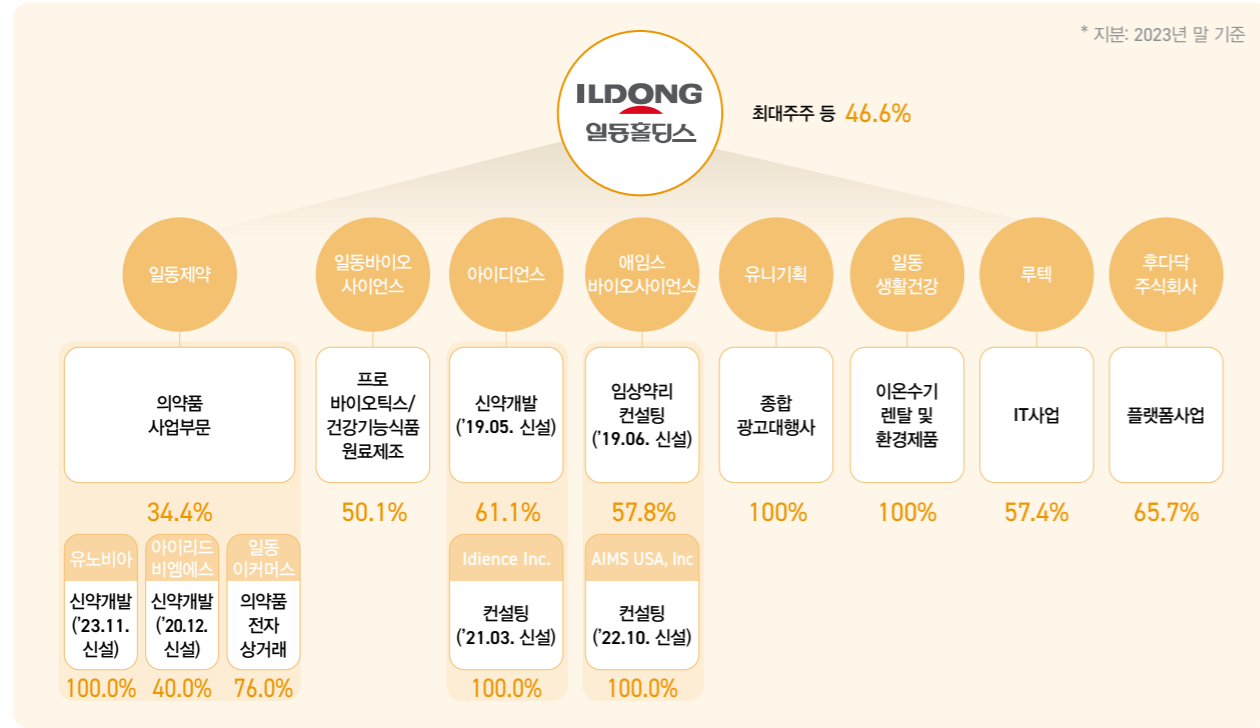 * 지분: 2023년 말 기준
ILDONG
일동홀딩스
최대주주 등 46.6%
일동제약
일동바이오
사이언스
아이디언스
애임스
바이오사이언스
유니기획
일동
생활건강
루텍
후다닥
주식회사
의약품
사업부문
프로
바이오틱스/
건강기능식품
원료제조
신약개발
('19.05. 신설)
임상약리
컨설팅
('19.06. 신설)
종합
광고대행사
이온수기
렌탈 및
환경제품
IT사업
플랫폼사업
34.4%
50.1%
61.1%
57.8%
100%
100%
57.4%
65.7%
유노비아
신약개발
('23.11.
신설)
100.0%
아이리드
비엠에스
신약개발
('20.12.
신설)
40.0%
일동
이커머스
의약품
전자
상거래
76.0%
Idience Inc.
컨설팅
('21.03. 신설)
100.0%
AIMS USA, Inc
컨설팅
('22.10. 신설)
100.0%